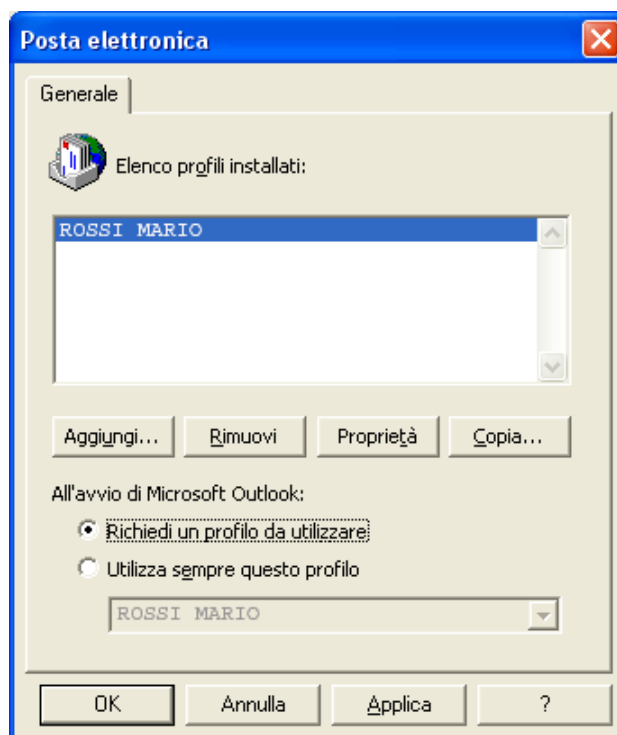 Posta elettronica
Generale
Elenco profili installati:
ROSSI MARIO
Aggiungi... Rimuovi Proprietà Copia...
All'avvio di Microsoft Outlook:
Richiedi un profilo da utilizzare
Utilizza sempre questo profilo
ROSSI MARIO
OK Annulla Applica ?